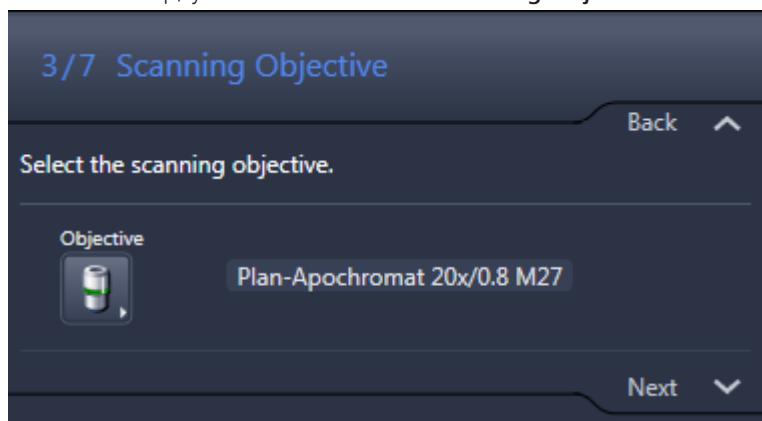 3/7 Scanning Objective
Back
Select the scanning objective.
Objective
Plan-Apochromat 20x/0.8 M27
Next